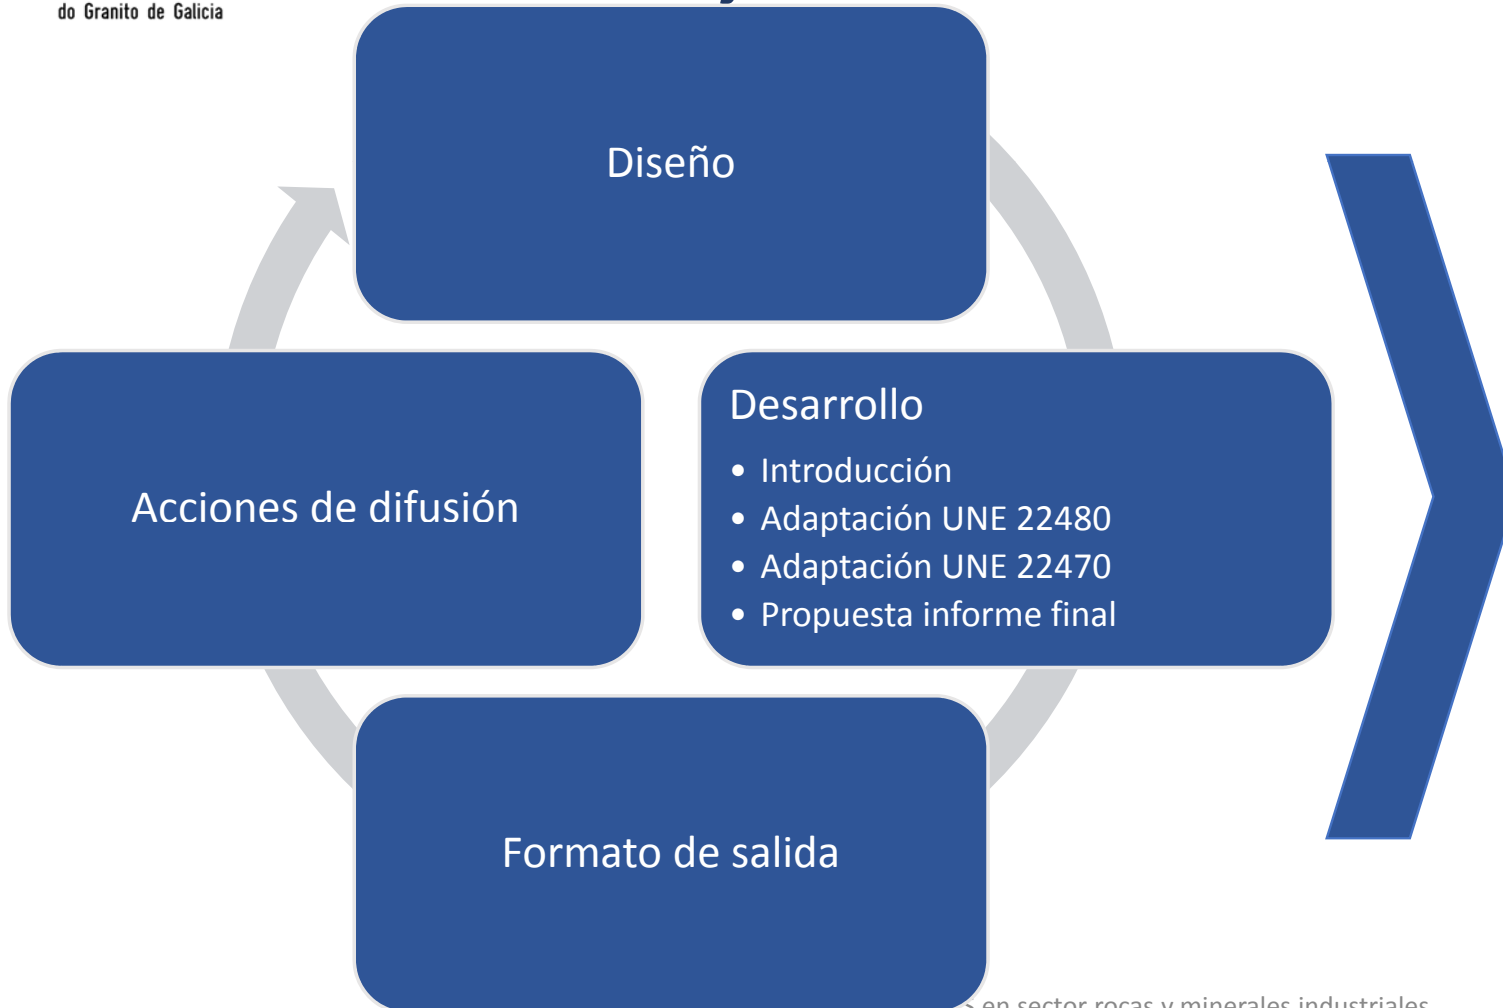 do Granito de Galicia
Diseño
Desarrollo
• Introducción
• Adaptación UNE 22480
• Adaptación UNE 22470
• Propuesta informe final
Acciones de difusión
Formato de salida
en sector rocas y minerales industriales